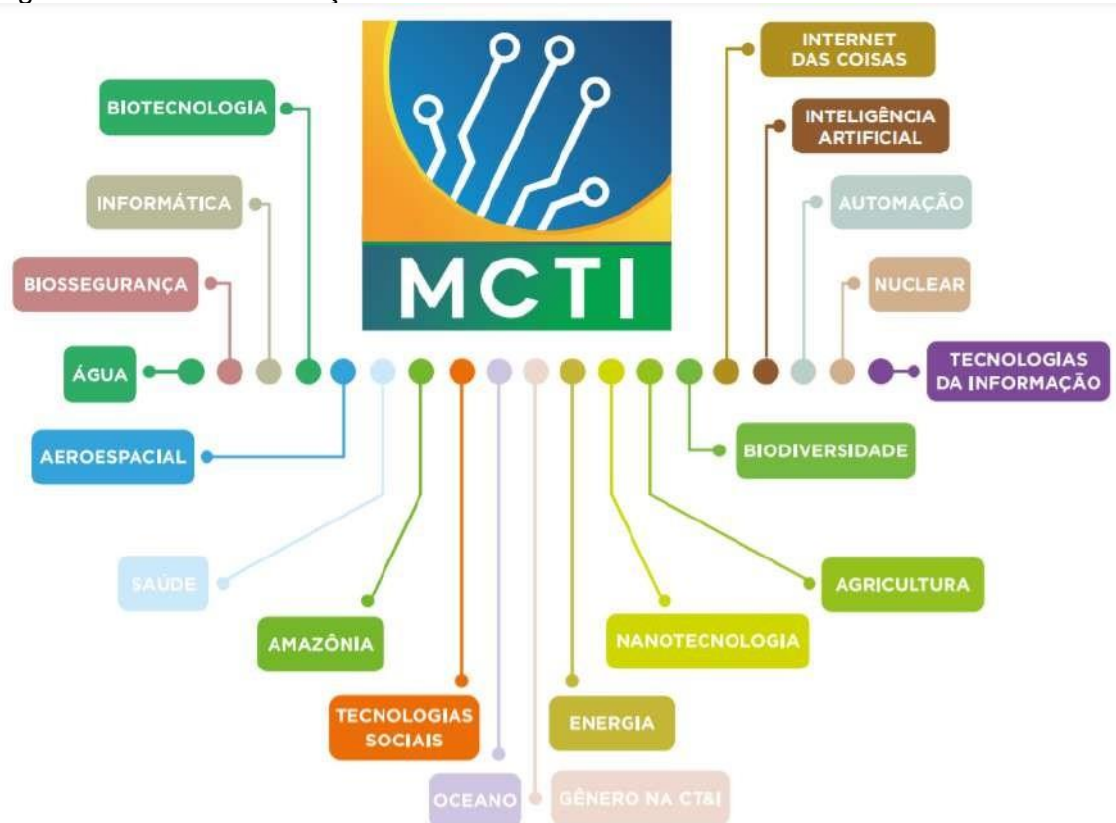 INTERNET
DAS COISAS
BIOTECNOLOGIA
INTELIGÊNCIA
ARTIFICIAL
INFORMÁTICA
AUTOMAÇÃO
MCTI
BIOSSEGURANÇA
NUCLEAR
ÁGUA
TECNOLOGIAS
DA INFORMAÇÃO
AEROESPACIAL
BIODIVERSIDADE
SAÚDE
AGRICULTURA
AMAZÔNIA
NANOTECNOLOGIA
TECNOLOGIAS
SOCIAIS
ENERGIA
OCEANO
GÊNERO NA CT&I